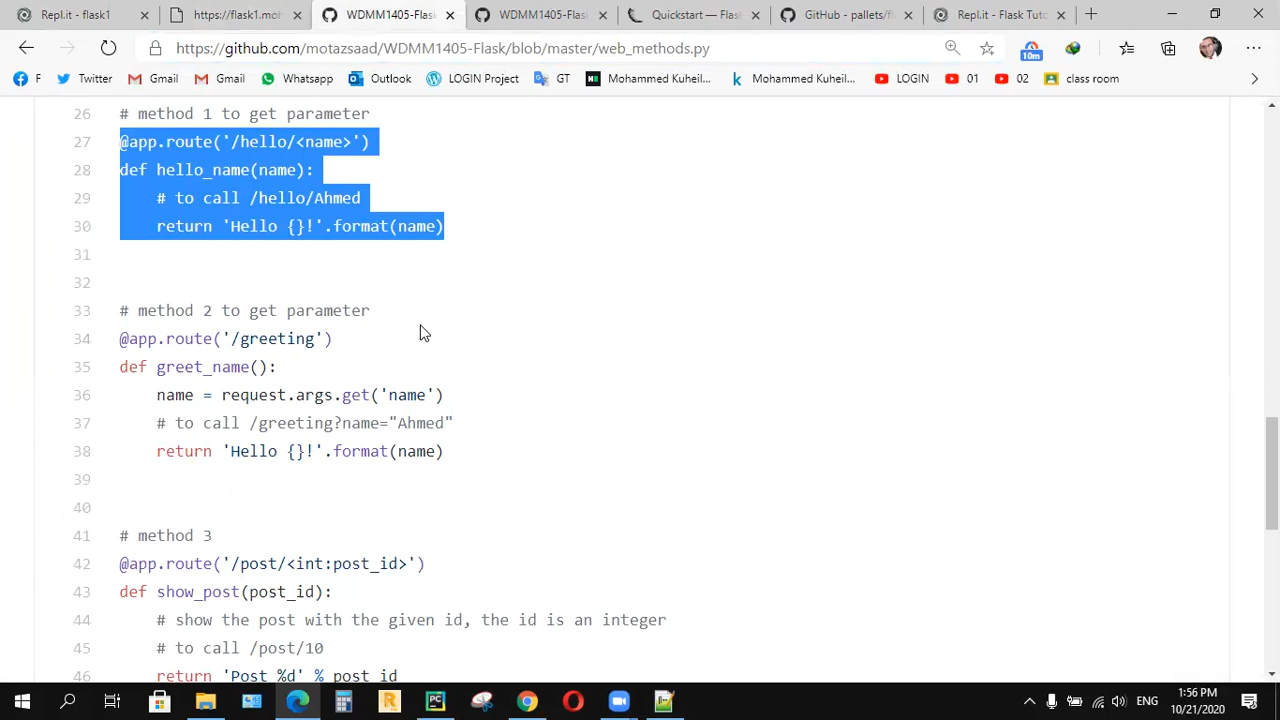 Repl.it - flask1
https://flask1.moh
WDMM1405-Flask
WDMM1405-Flask
Quickstart — Flas
GitHub - pallets/fl
Repl.it - Flask Tuto
https://github.com/motazsaad/WDMM1405-Flask/blob/master/web_methods.py
10m
F
Twitter
Gmail
Gmail
Whatsapp
Outlook
LOGIN Project
GT
Mohammed Kuheil...
Mohammed Kuheil...
LOGIN
01
02
class room
26 # method 1 to get parameter
27 @app.route('/hello/<name>')
28 def hello_name(name):
29 # to call /hello/Ahmed
30 return 'Hello {}!'.format(name)
31
32
33 # method 2 to get parameter
34 @app.route('/greeting')
35 def greet_name():
36 name = request.args.get('name')
37 # to call /greeting?name="Ahmed"
38 return 'Hello {}!'.format(name)
39
40
41 # method 3
42 @app.route('/post/<int:post_id>')
43 def show_post(post_id):
44 # show the post with the given id, the id is an integer
45 # to call /post/10
46 return 'Post %d' % post_id
ENG
1:56 PM
10/21/2020